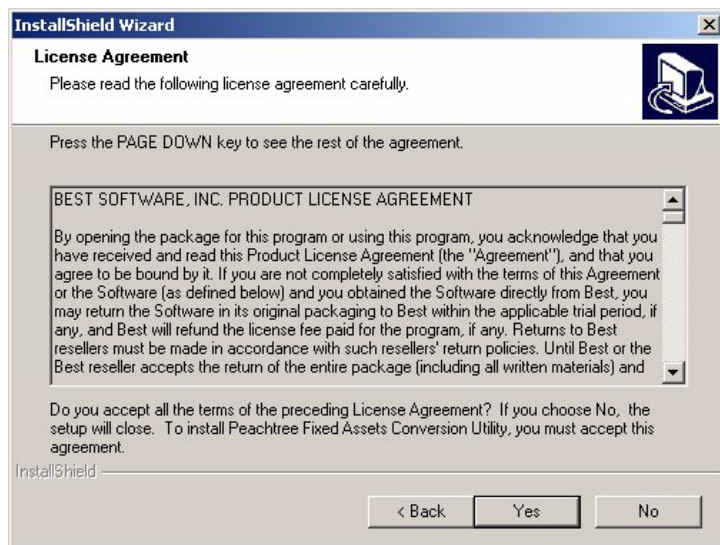 InstallShield Wizard
License Agreement
Please read the following license agreement carefully.
Press the PAGE DOWN key to see the rest of the agreement.
BEST SOFTWARE, INC. PRODUCT LICENSE AGREEMENT
By opening the package for this program or using this program, you acknowledge that you
have received and read this Product License Agreement (the "Agreement"), and that you
agree to be bound by it. If you are not completely satisfied with the terms of this Agreement
or the Software (as defined below) and you obtained the Software directly from Best, you
may return the Software in its original packaging to Best within the applicable trial period, if
any, and Best will refund the license fee paid for the program, if any. Returns to Best
resellers must be made in accordance with such resellers' return policies. Until Best or the
Best reseller accepts the return of the entire package (including all written materials) and
Do you accept all the terms of the preceding License Agreement? If you choose No, the
setup will close. To install Peachtree Fixed Assets Conversion Utility, you must accept this
agreement.
InstallShield
< Back
Yes
No